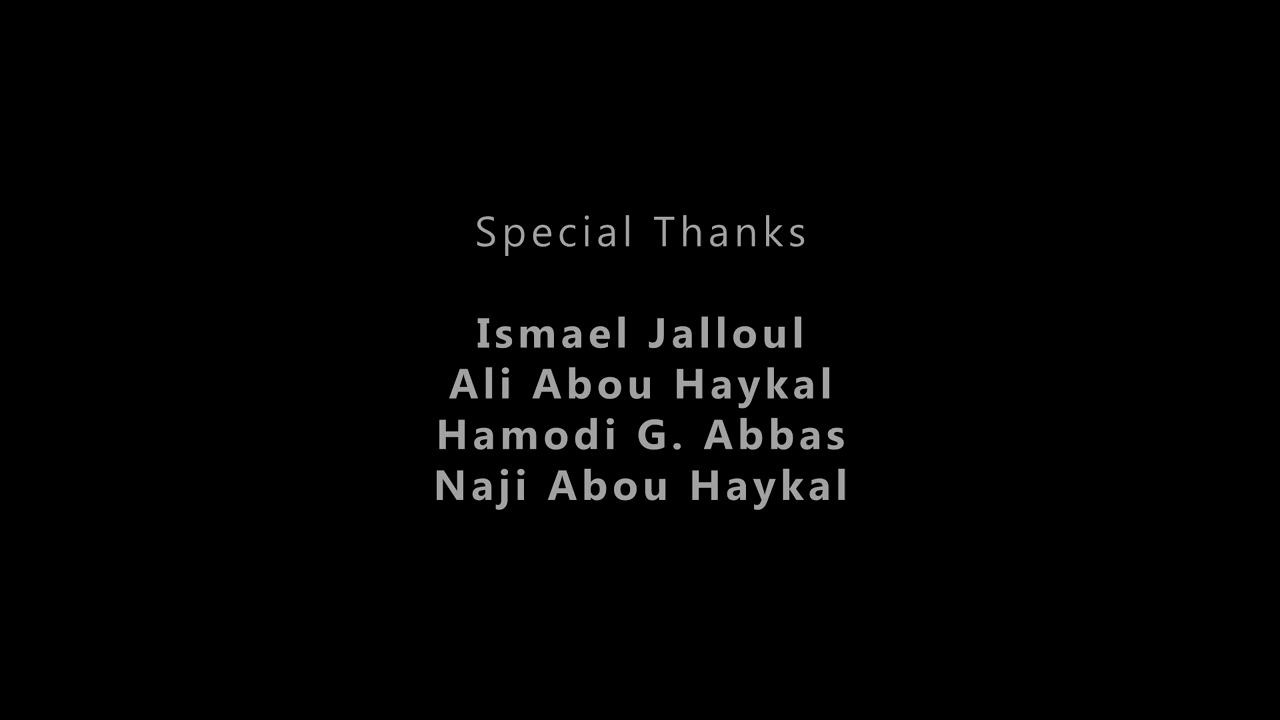 Special Thanks
Ismael Jalloul
Ali Abou Haykal
Hamodi G. Abbas
Naji Abou Haykal